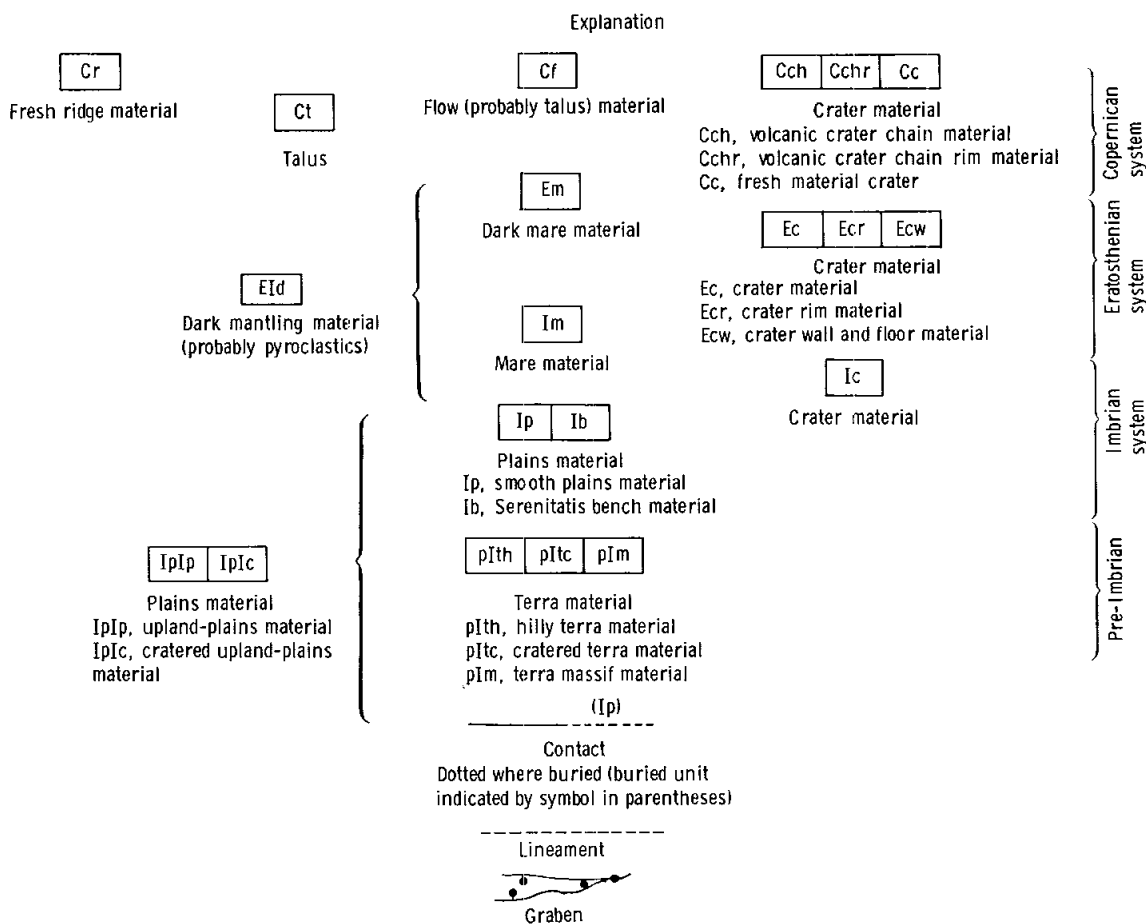 Explanation
Cr
Fresh ridge material
Ct
Talus
Cf
Flow (probably talus) material
Cch Cchr Cc
Crater material
Cch, volcanic crater chain material
Cchr, volcanic crater chain rim material
Cc, fresh material crater
Copernican
system
EId
Dark mantling material
(probably pyroclastics)
Em
Dark mare material
Im
Mare material
Ec Ecr Ecw
Crater material
Ec, crater material
Ecr, crater rim material
Ecw, crater wall and floor material
Eratosthenian
system
Ic
Crater material
Imbrian
system
Ip Ib
Plains material
Ip, smooth plains material
Ib, Serenitatis bench material
IpIp IpIc
Plains material
IpIp, upland-plains material
IpIc, cratered upland-plains
material
pIth pItc pIm
Terra material
pIth, hilly terra material
pItc, cratered terra material
pIm, terra massif material
Pre-Imbrian
(Ip)
Contact
Dotted where buried (buried unit
indicated by symbol in parentheses)
Lineament
Graben